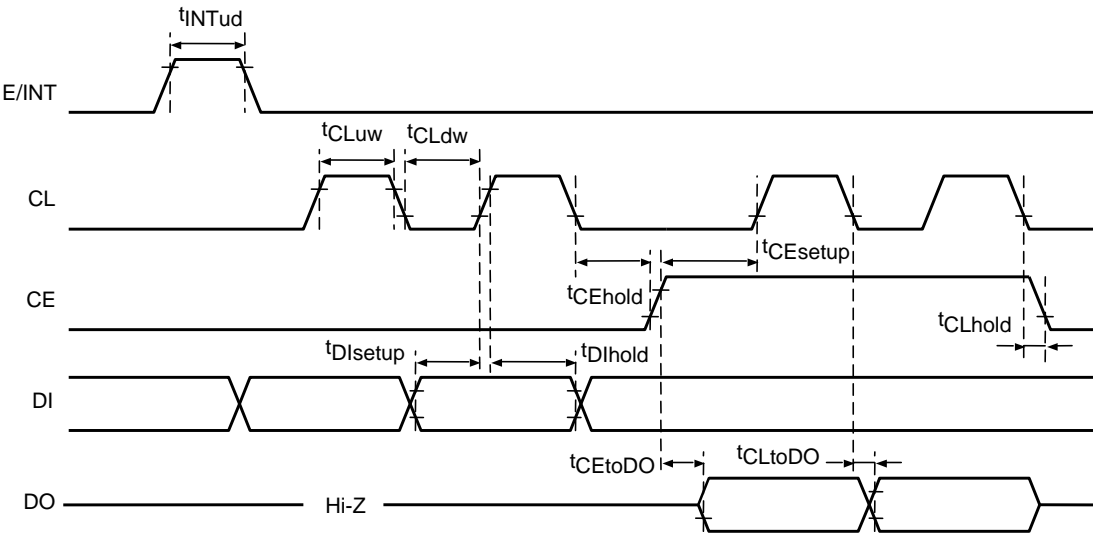 tINTud
E/INT
tCLuw
tCLdw
CL
tCEsetup
CE
tCEhold
tCLhold
tDIsetup
tDIhold
DI
tCEtoDO
tCLtoDO
DO
Hi-Z